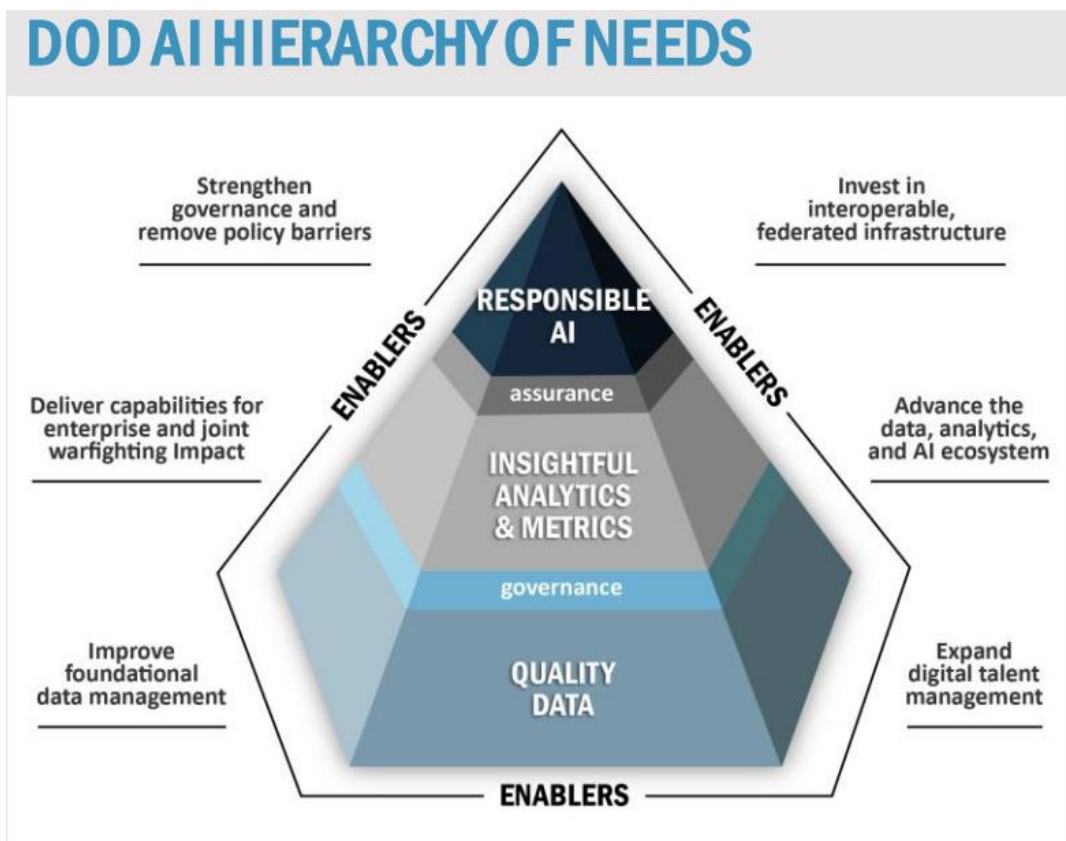 DOD AI HIERARCHY OF NEEDS
Strengthen
governance and
remove policy barriers
Invest in
interoperable,
federated infrastructure
ENABLERS
ENABLERS
RESPONSIBLE
AI
assurance
Deliver capabilities for
enterprise and joint
warfighting Impact
Advance the
data, analytics,
and AI ecosystem
INSIGHTFUL
ANALYTICS
& METRICS
governance
Improve
foundational
data management
Expand
digital talent
management
QUALITY
DATA
ENABLERS